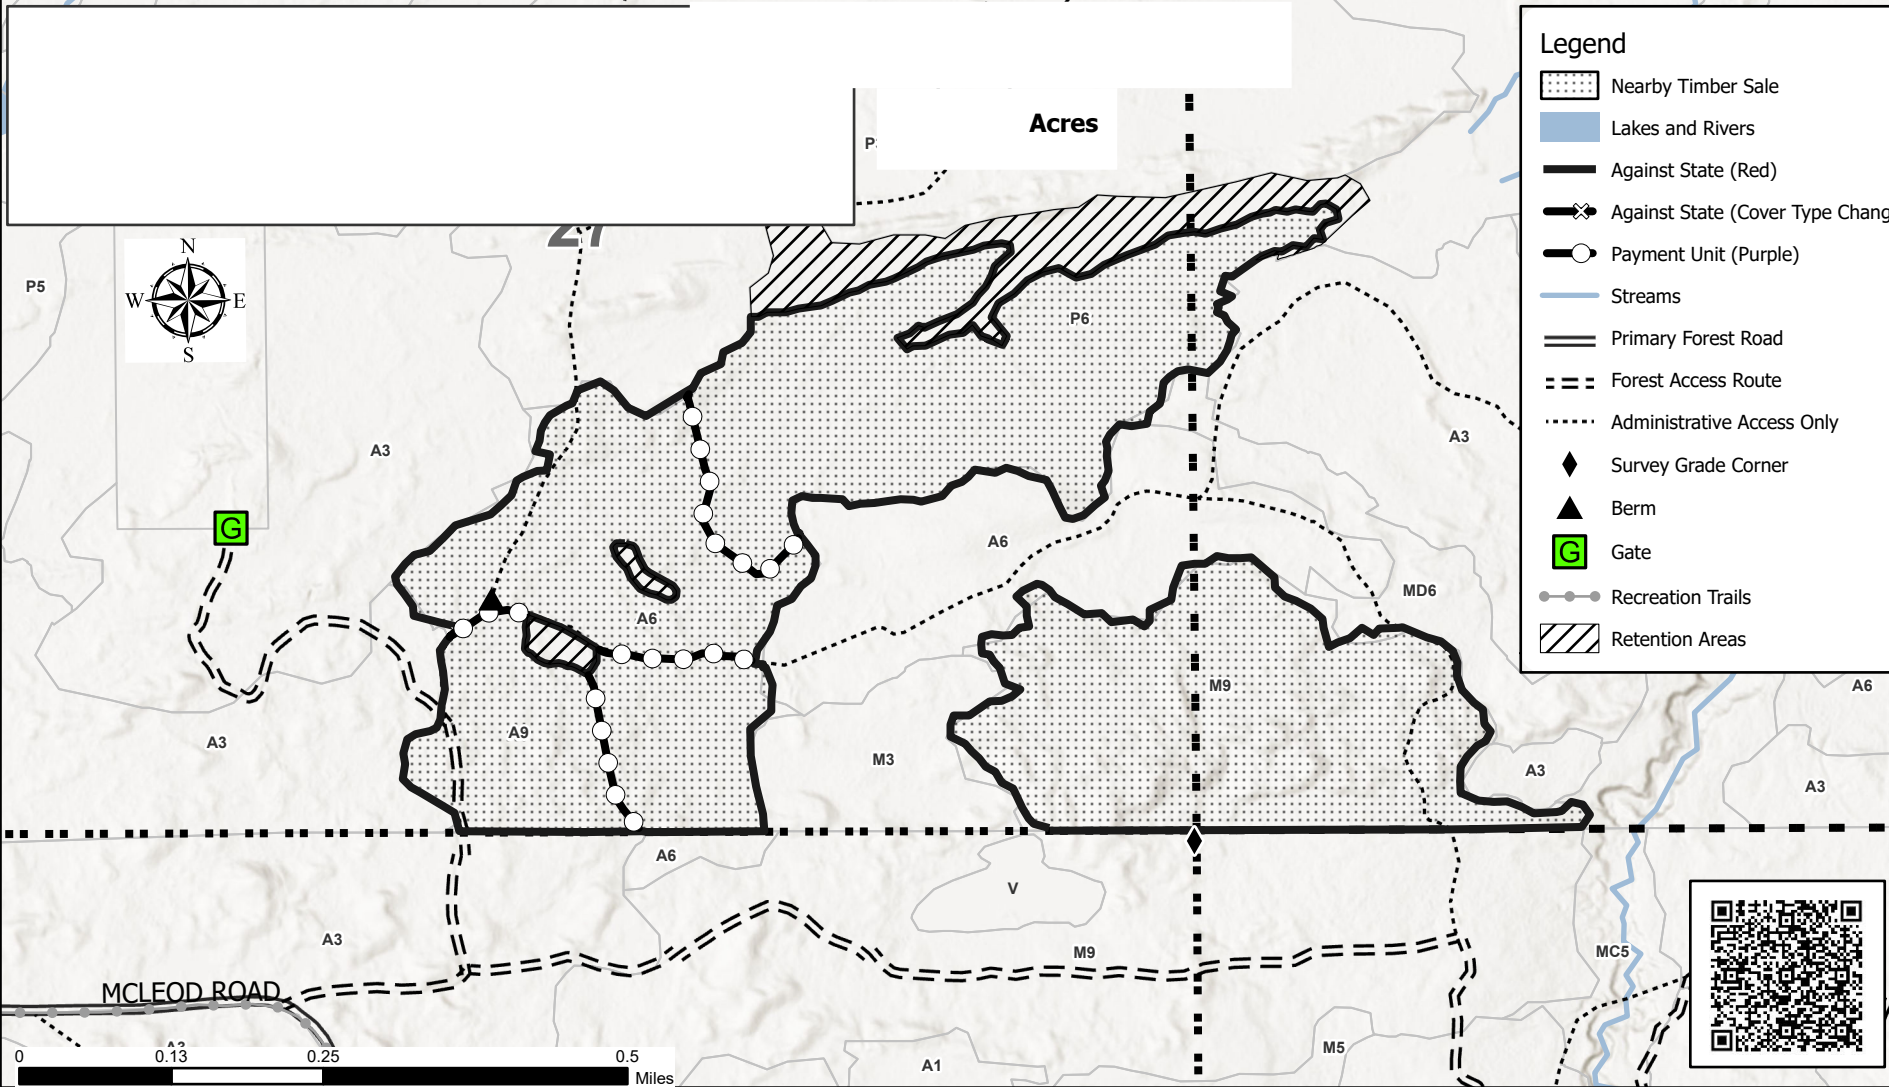 Acres
Legend
Nearby Timber Sale
Lakes and Rivers
Against State (Red)
Against State (Cover Type Chang
Payment Unit (Purple)
Streams
Primary Forest Road
Forest Access Route
Administrative Access Only
Survey Grade Corner
Berm
G
Gate
Recreation Trails
Retention Areas
N
W E
S
P5
P6
A3
A3
G
A6
A6
MD6
A6
M9
A9
A3
M3
A3
A3
A6
V
A3
M9
MC5
MCLEOD ROAD
M5
A1
0 0.13 0.25 0.5
Miles